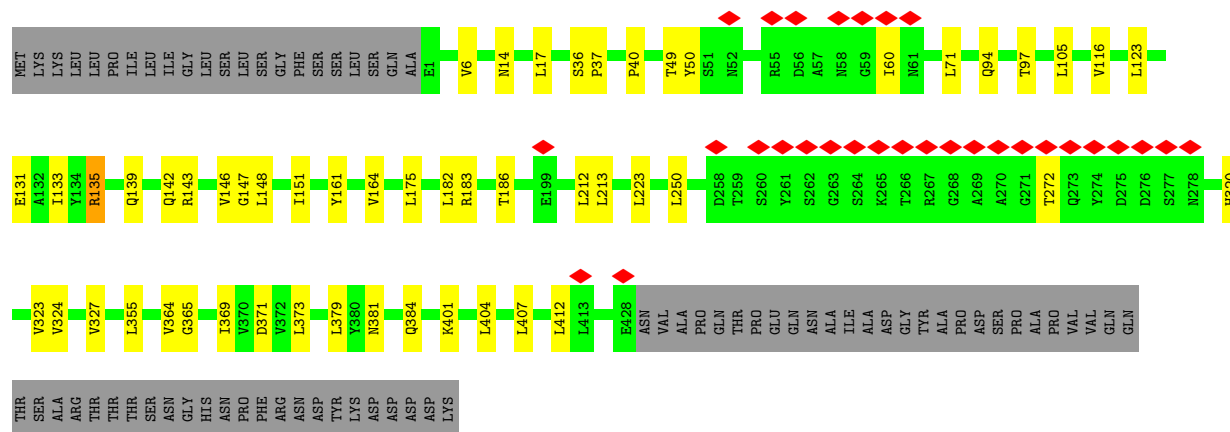 MET LYS LYS LEU LEU PRO ILE LEU ILE GLY LEU SER LEU SER GLY PHE SER SER LEU SER GLN ALA E1 V6 N14 L17 S36 P37 P40 T49 Y50 S51 N52 R55 D56 A57 N58 G59 I60 N61 L71 Q94 T97 L105 V116 L123
E131 A132 I133 Y134 R135 Q139 Q142 R143 V146 G147 L148 I151 Y161 V164 L175 L182 R183 T186 E199 L212 L213 L223 L250 D258 T259 S260 Y261 S262 G263 S264 K265 T266 R267 G268 A269 A270 G271 T272 Q273 Y274 D275 D276 S277 N278
V323 V324 V327 L355 V364 G365 I369 V370 D371 V372 L373 L379 Y380 N381 Q384 K401 L404 L407 L412 L413 E428 ASN VAL ALA PRO GLN THR PRO GLU GLN ASN ALA ILE ALA ASP GLY TYR ALA PRO ASP SER PRO ALA PRO VAL VAL GLN GLN
THR SER ALA ARG THR THR THR SER ASN GLY HIS ASN PRO PHE ARG ASN ASP TYR LYS ASP ASP ASP ASP LYS